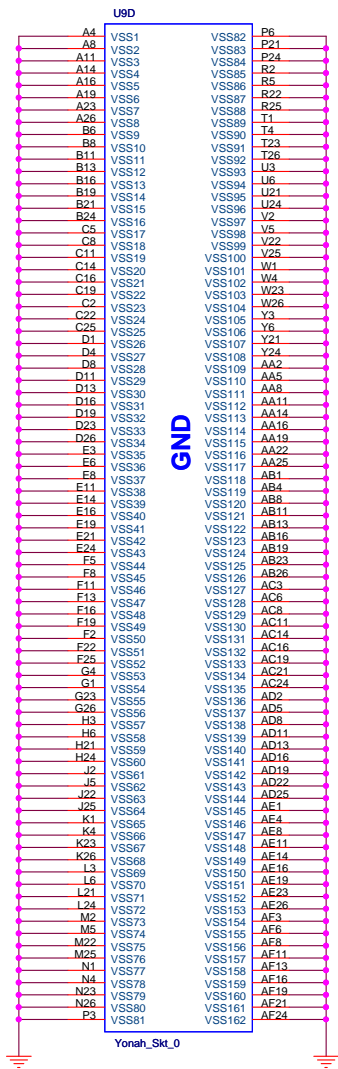 U9D
A4 VSS1 VSS82 P6
A8 VSS2 VSS83 P21
A11 VSS3 VSS84 P24
A14 VSS4 VSS85 R2
A16 VSS5 VSS86 R5
A19 VSS6 VSS87 R22
A23 VSS7 VSS88 R25
A26 VSS8 VSS89 T1
B6 VSS9 VSS90 T4
B8 VSS10 VSS91 T23
B11 VSS11 VSS92 T26
B13 VSS12 VSS93 U3
B16 VSS13 VSS94 U6
B19 VSS14 VSS95 U21
B21 VSS15 VSS96 U24
B24 VSS16 VSS97 V2
C5 VSS17 VSS98 V5
C8 VSS18 VSS99 V22
C11 VSS19 VSS100 V25
C14 VSS20 VSS101 W1
C16 VSS21 VSS102 W4
C19 VSS22 VSS103 W23
C2 VSS23 VSS104 W26
C22 VSS24 VSS105 Y3
C25 VSS25 VSS106 Y6
D1 VSS26 VSS107 Y21
D4 VSS27 VSS108 Y24
D8 VSS28 VSS109 AA2
D11 VSS29 VSS110 AA5
D13 VSS30 VSS111 AA8
D16 VSS31 VSS112 AA11
D19 VSS32 VSS113 AA14
D23 VSS33 VSS114 AA16
D26 VSS34 VSS115 AA19
E3 VSS35 VSS116 AA22
E6 VSS36 VSS117 AA25
E8 VSS37 VSS118 AB1
E11 VSS38 VSS119 AB4
E14 VSS39 VSS120 AB8
E16 VSS40 VSS121 AB11
E19 VSS41 VSS122 AB13
E21 VSS42 VSS123 AB16
E24 VSS43 VSS124 AB19
F5 VSS44 VSS125 AB23
F8 VSS45 VSS126 AB26
F11 VSS46 VSS127 AC3
F13 VSS47 VSS128 AC6
F16 VSS48 VSS129 AC8
F19 VSS49 VSS130 AC11
F2 VSS50 VSS131 AC14
F22 VSS51 VSS132 AC16
F25 VSS52 VSS133 AC19
G4 VSS53 VSS134 AC21
G1 VSS54 VSS135 AC24
G23 VSS55 VSS136 AD2
G26 VSS56 VSS137 AD5
H3 VSS57 VSS138 AD8
H6 VSS58 VSS139 AD11
H21 VSS59 VSS140 AD13
H24 VSS60 VSS141 AD16
J2 VSS61 VSS142 AD19
J5 VSS62 VSS143 AD22
J22 VSS63 VSS144 AD25
J25 VSS64 VSS145 AE1
K1 VSS65 VSS146 AE4
K4 VSS66 VSS147 AE8
K23 VSS67 VSS148 AE11
K26 VSS68 VSS149 AE14
L3 VSS69 VSS150 AE16
L6 VSS70 VSS151 AE19
L21 VSS71 VSS152 AE23
L24 VSS72 VSS153 AE26
M2 VSS73 VSS154 AF3
M5 VSS74 VSS155 AF6
M22 VSS75 VSS156 AF8
M25 VSS76 VSS157 AF11
N1 VSS77 VSS158 AF13
N4 VSS78 VSS159 AF16
N23 VSS79 VSS160 AF19
N26 VSS80 VSS161 AF21
P3 VSS81 VSS162 AF24
GND
Yonah_Skt_0